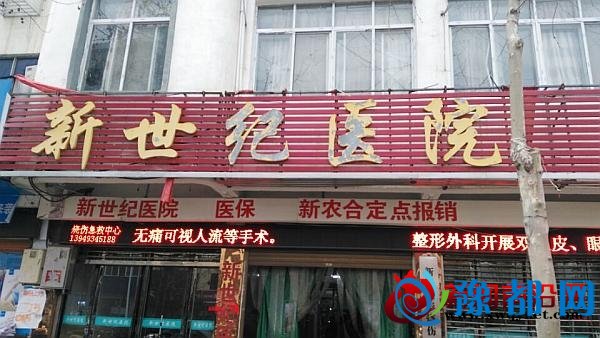 新世纪医院
新世纪医院 医保 新农合定点报销
烧伤急救中心
13949345188
无痛可视人流等手术。
整形外科开展双 皮、眼
新世
豫都网